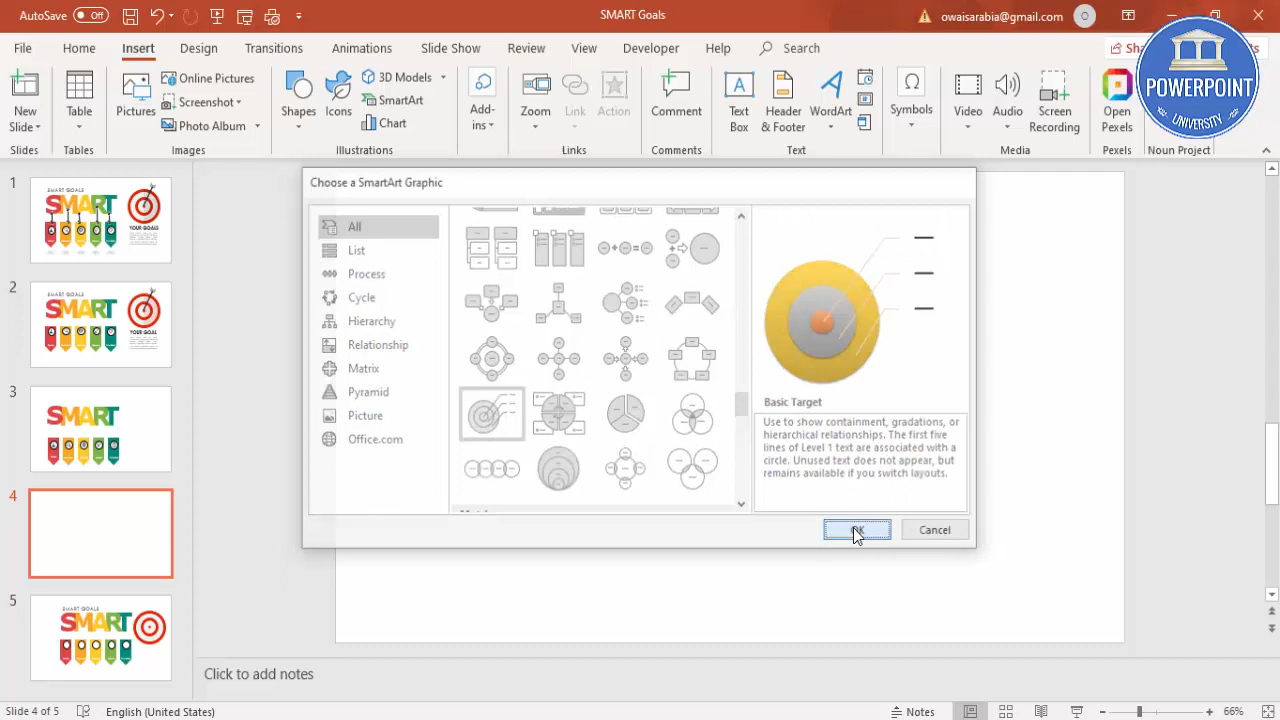 AutoSave Off
SMART Goals
owaisarabia@gmail.com
File Home Insert Design Transitions Animations Slide Show Review View Developer Help Search
New Slide
Table
Pictures
Online Pictures
Screenshot
Photo Album
Shapes
Icons
3D Models
SmartArt
Chart
Add-ins
Zoom
Link
Action
Comment
Text Box
Header & Footer
WordArt
Symbols
Video
Audio
Screen Recording
Open Pexels
POWERPOINT
UNIVERSITY
Slides Tables Images Illustrations Links Comments Text Media Pexels Noun Project
Choose a SmartArt Graphic
All
List
Process
Cycle
Hierarchy
Relationship
Matrix
Pyramid
Picture
Office.com
Basic Target
Use to show containment, gradations, or
hierarchical relationships. The first five
lines of Level 1 text are associated with a
circle. Unused text does not appear, but
remains available if you switch layouts.
OK
Cancel
1
SMART GOALS
SMART
YOUR GOALS
2
SMART GOALS
SMART
YOUR GOAL
3
SMART
4
5
SMART GOALS
SMART
Click to add notes
Slide 4 of 5
English (United States)
Notes
66%